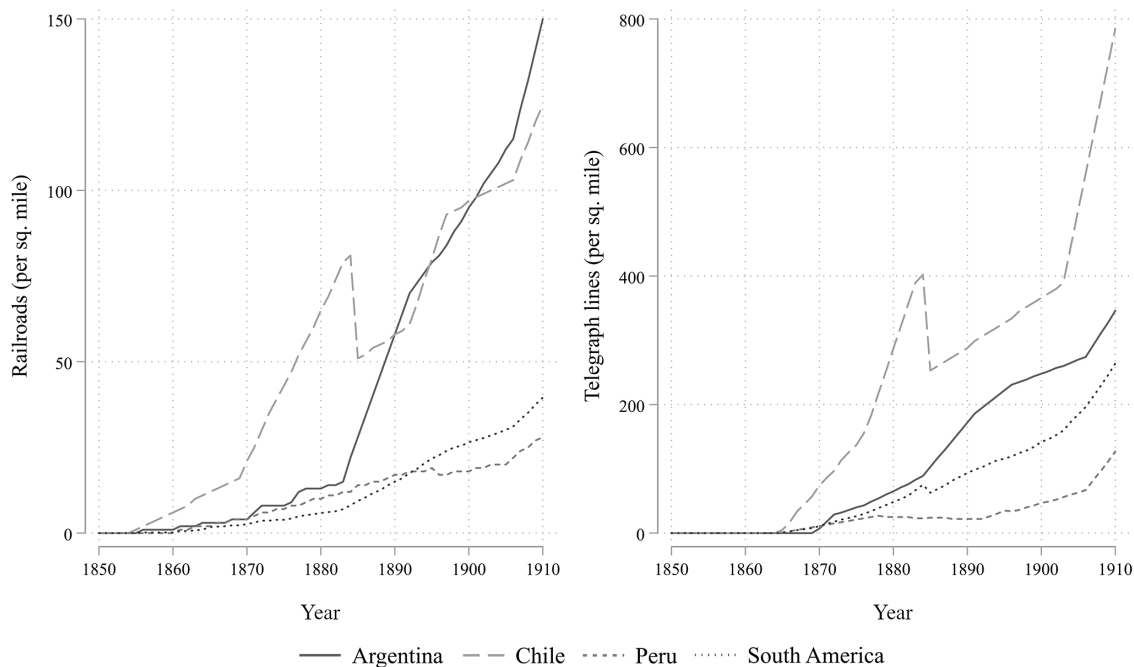 150
100
50
0
Railroads (per sq. mile)
1850 1860 1870 1880 1890 1900 1910
Year
800
600
400
200
0
Telegraph lines (per sq. mile)
1850 1860 1870 1880 1890 1900 1910
Year
Argentina Chile Peru South America